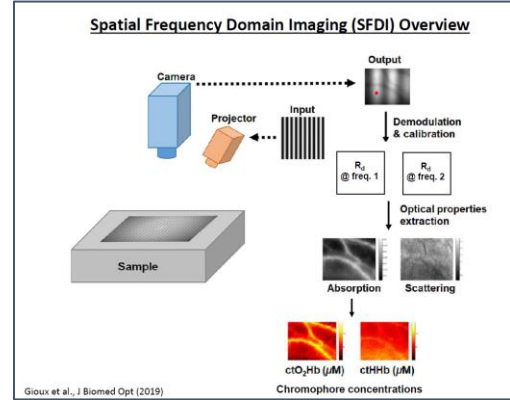 Spatial Frequency Domain Imaging (SFDI) Overview
Camera
Output
Projector
Input
Demodulation
& calibration
Rd
@ freq. 1
Rd
@ freq. 2
Optical properties
extraction
Sample
Absorption
Scattering
ctO₂Hb (μM)
ctHHb (μM)
Chromophore concentrations
Gioux et al., J Biomed Opt (2019)